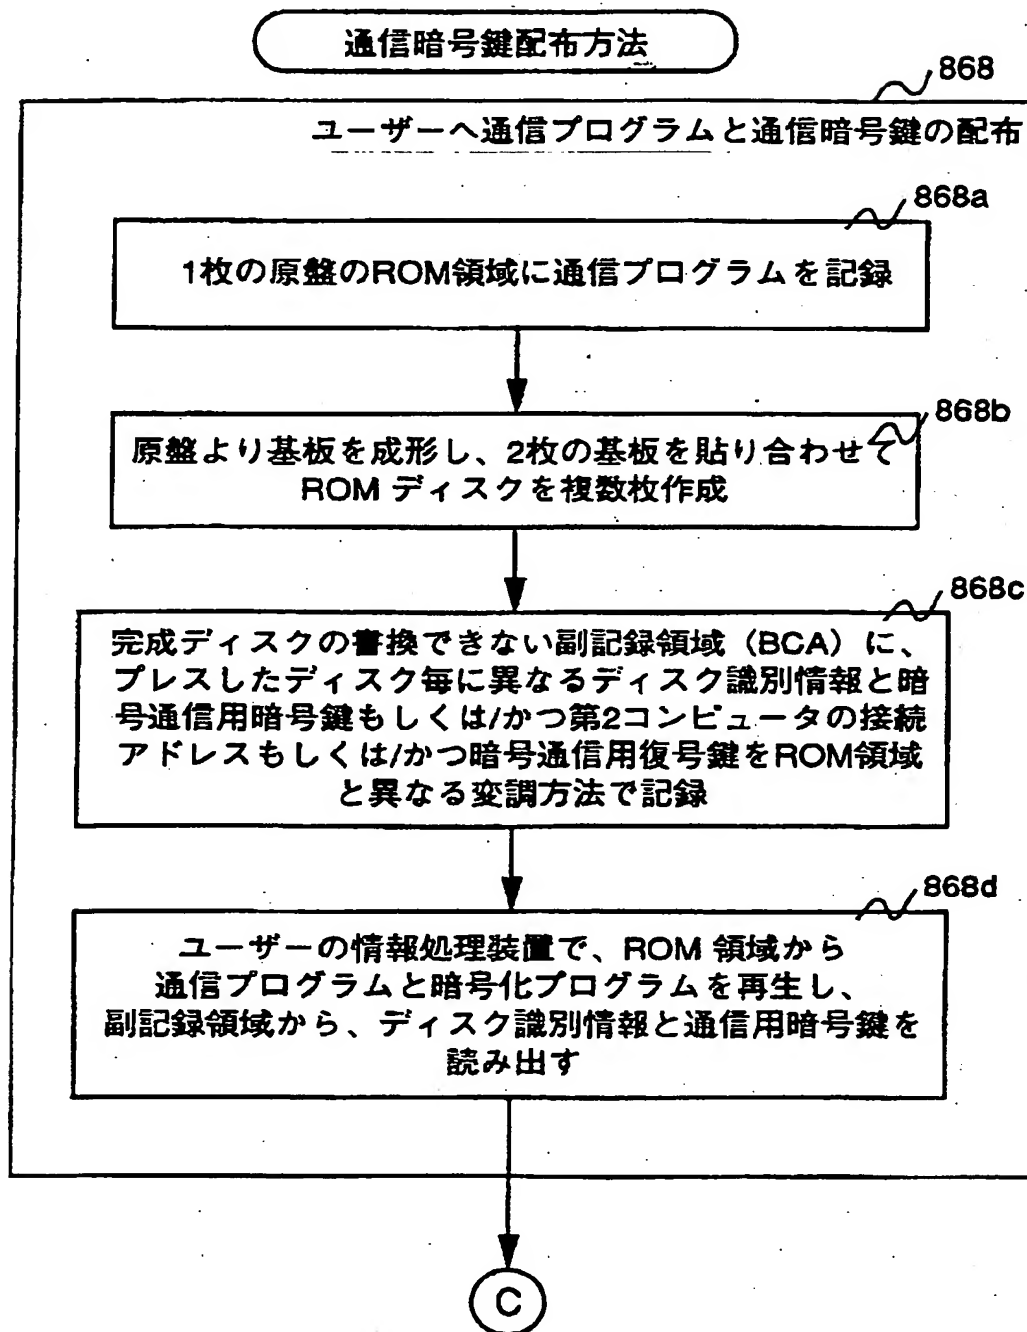 通信暗号鍵配布方法
868
ユーザーへ通信プログラムと通信暗号鍵の配布
868a
1枚の原盤のROM領域に通信プログラムを記録
868b
原盤より基板を成形し、2枚の基板を貼り合わせて
ROM ディスクを複数枚作成
868c
完成ディスクの書換できない副記録領域（BCA）に、
プレスしたディスク毎に異なるディスク識別情報と暗
号通信用暗号鍵もしくは/かつ第2コンピュータの接続
アドレスもしくは/かつ暗号通信用復号鍵をROM領域
と異なる変調方法で記録
868d
ユーザーの情報処理装置で、ROM 領域から
通信プログラムと暗号化プログラムを再生し、
副記録領域から、ディスク識別情報と通信用暗号鍵を
読み出す
C